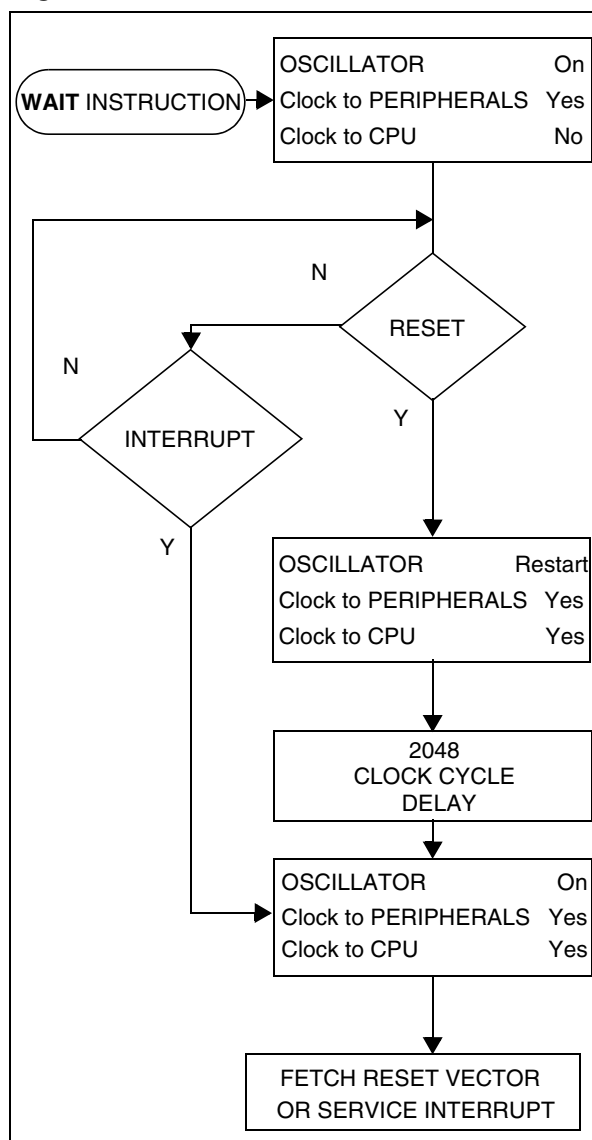 WAIT INSTRUCTION
OSCILLATOR On
Clock to PERIPHERALS Yes
Clock to CPU No
N
RESET
N
INTERRUPT
Y
Y
OSCILLATOR Restart
Clock to PERIPHERALS Yes
Clock to CPU Yes
2048
CLOCK CYCLE
DELAY
OSCILLATOR On
Clock to PERIPHERALS Yes
Clock to CPU Yes
FETCH RESET VECTOR
OR SERVICE INTERRUPT